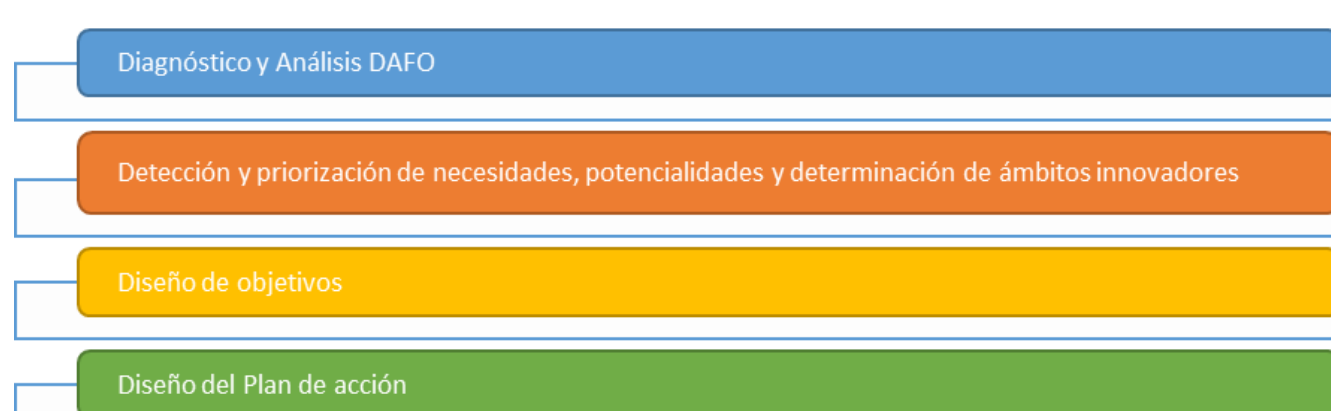 Diagnóstico y Análisis DAFO
Detección y priorización de necesidades, potencialidades y determinación de ámbitos innovadores
Diseño de objetivos
Diseño del Plan de acción